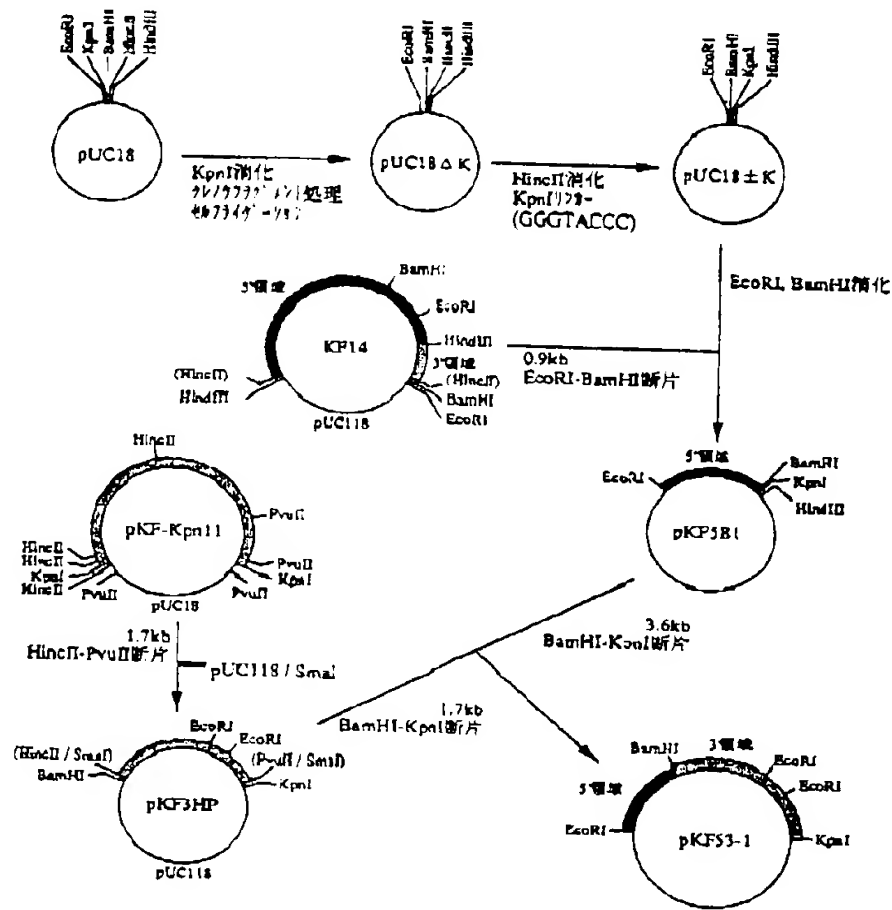 EcoRI
KpnI
BamHI
HincII
HindIII
EcoRI
BamHI
HincII
HindIII
EcoRI
BamHI
KpnI
HindIII
pUC18
pUC18ΔK
pUC18±K
KpnI消化
クレノウフラグメント処理
セルフライゲーション
HincII消化
KpnIリンカー
(GGGTACCC)
EcoRI, BamHI消化
5'領域
BamHI
EcoRI
HindIII
KF14
3'領域
(HincII)
HindIII
(HincII)
BamHI
EcoRI
pUC118
0.9kb
EcoRI-BamHI断片
HincII
PvuII
pKF-Kpn11
HincII
HincII
KpnI
HincII
PvuII
PvuII
PvuII
KpnI
pUC18
5'領域
EcoRI
BamHI
KpnI
HindIII
pKF5E1
1.7kb
HincII-PvuII断片
pUC118 / SmaI
3.6kb
BamHI-KpnI断片
1.7kb
BamHI-KpnI断片
(HincII / SmaI)
BamHI
EcoRI
EcoRI
(PvuII / SmaI)
KpnI
pKF3HP
pUC118
BamHI
3'領域
EcoRI
EcoRI
5'領域
EcoRI
KpnI
pKF53-1